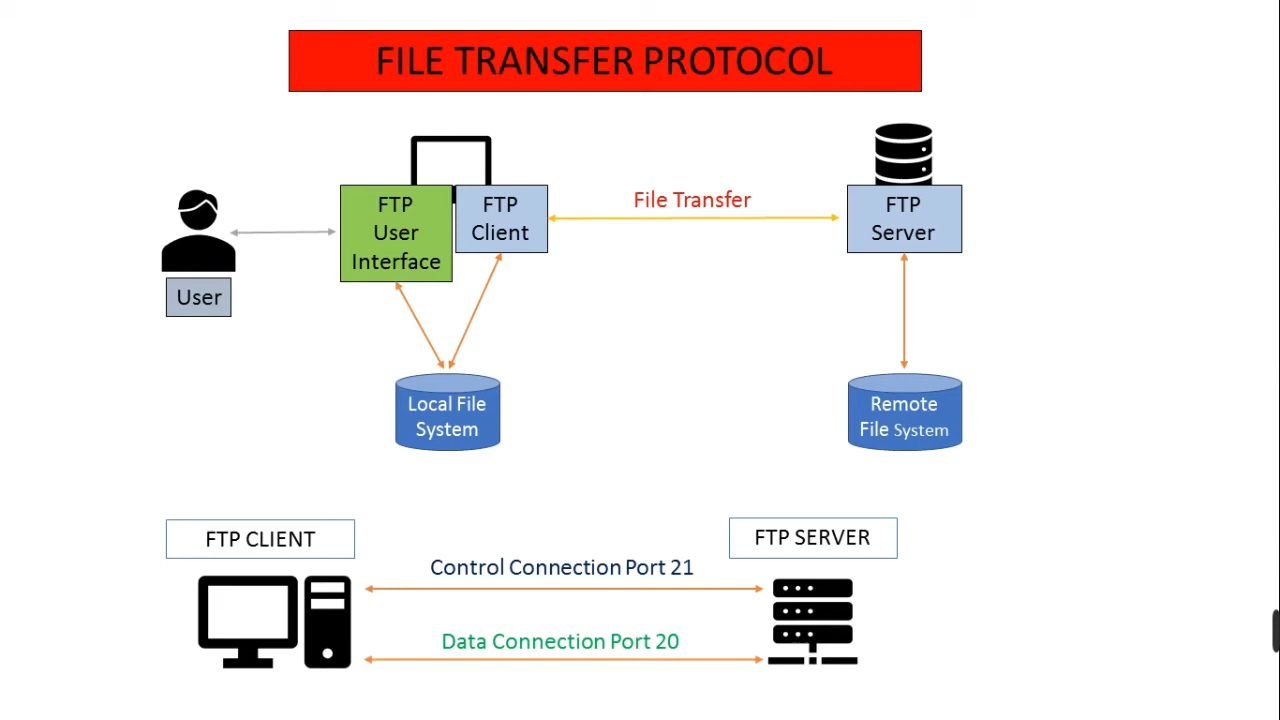 FILE TRANSFER PROTOCOL
FTP
User
Interface
FTP
Client
File Transfer
FTP
Server
User
Local File
System
Remote
File System
FTP CLIENT
FTP SERVER
Control Connection Port 21
Data Connection Port 20